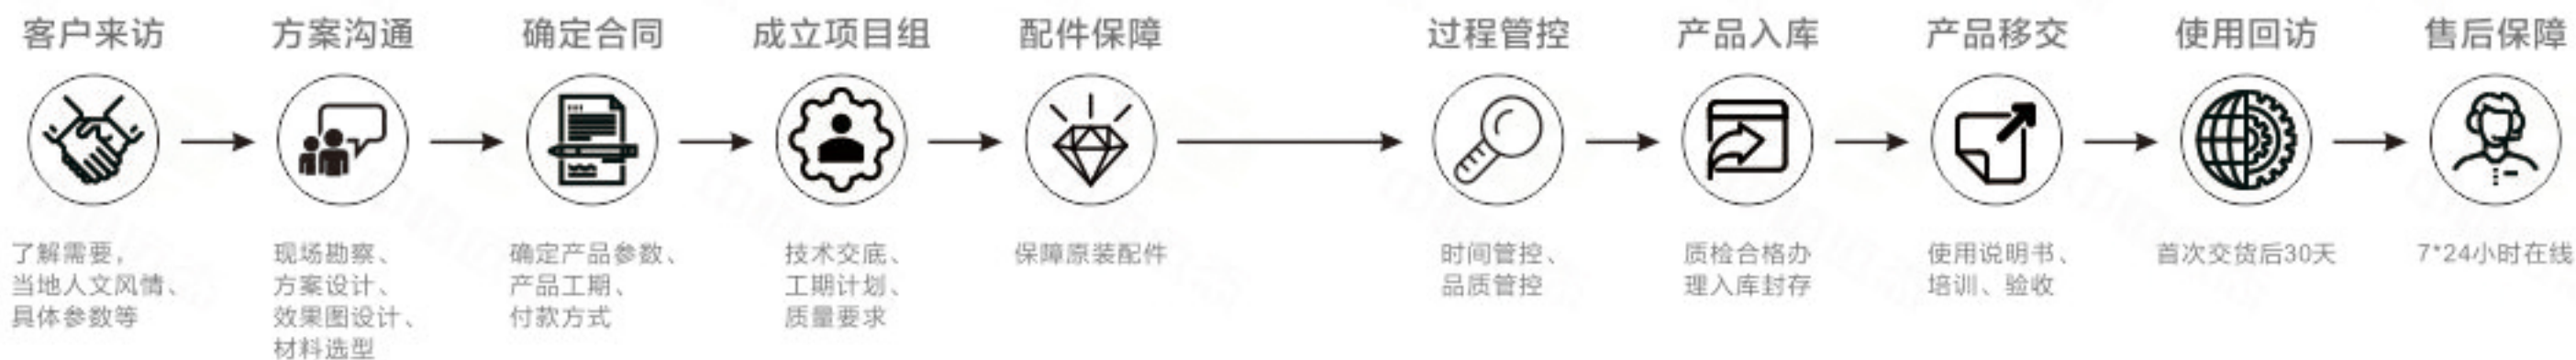 客户来访
方案沟通
确定合同
成立项目组
配件保障
过程管控
产品入库
产品移交
使用回访
售后保障
了解需要，
当地人文风情、
具体参数等
现场勘察、
方案设计、
效果图设计、
材料选型
确定产品参数、
产品工期、
付款方式
技术交底、
工期计划、
质量要求
保障原装配件
时间管控、
品质管控
质检合格办
理入库封存
使用说明书、
培训、验收
首次交货后30天
7*24小时在线